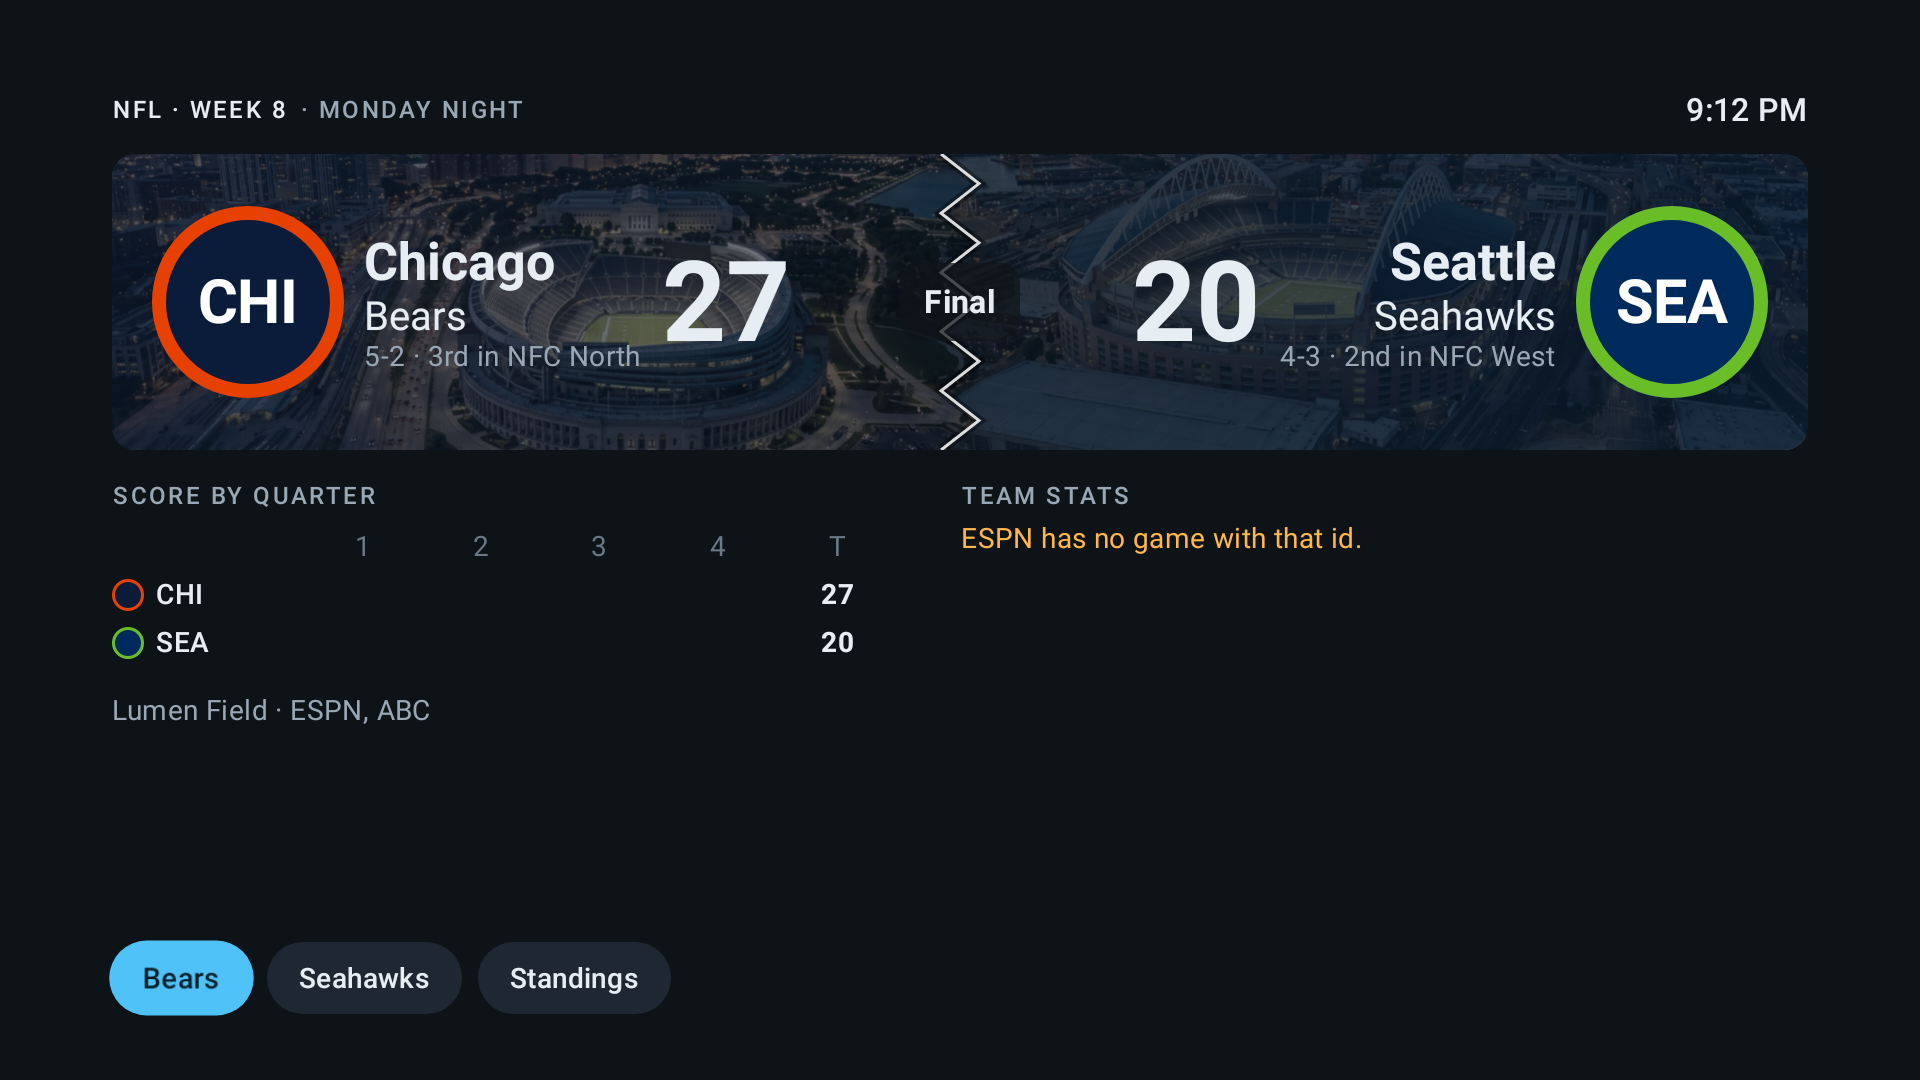 NFL · WEEK 8 · MONDAY NIGHT
9:12 PM
CHI
Chicago
Bears
5-2 · 3rd in NFC North
27
Final
20
Seattle
Seahawks
4-3 · 2nd in NFC West
SEA
SCORE BY QUARTER
1 2 3 4 T
CHI 27
SEA 20
Lumen Field · ESPN, ABC
TEAM STATS
ESPN has no game with that id.
Bears
Seahawks
Standings